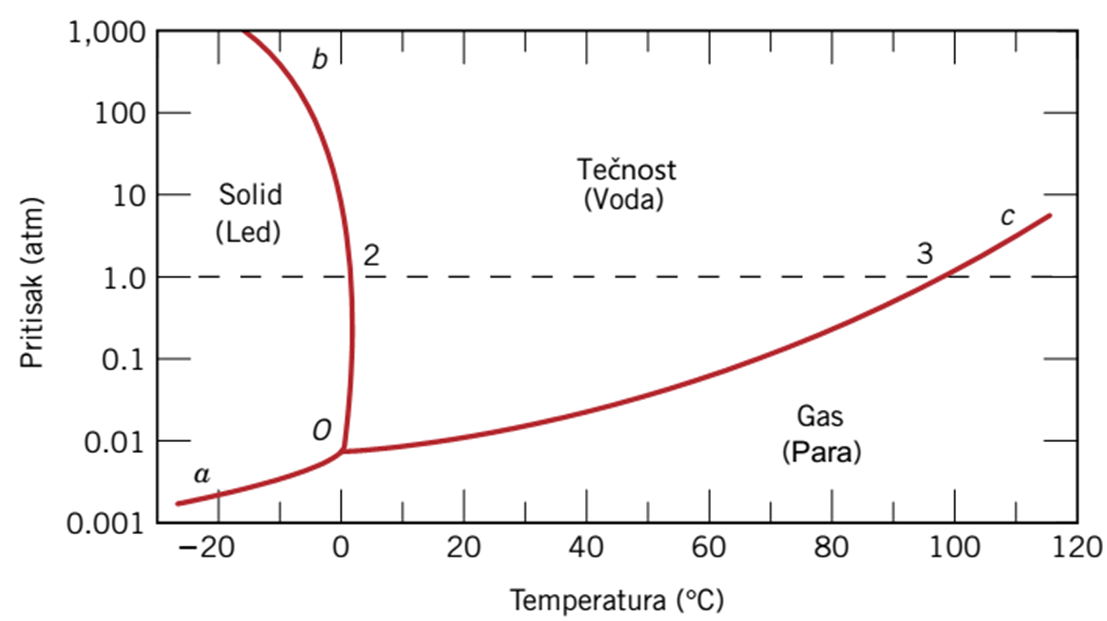 1,000
100
10
1.0
0.1
0.01
0.001
Pritisak (atm)
b
Solid
(Led)
Tečnost
(Voda)
2
3
c
O
a
Gas
(Para)
−20 0 20 40 60 80 100 120
Temperatura (°C)